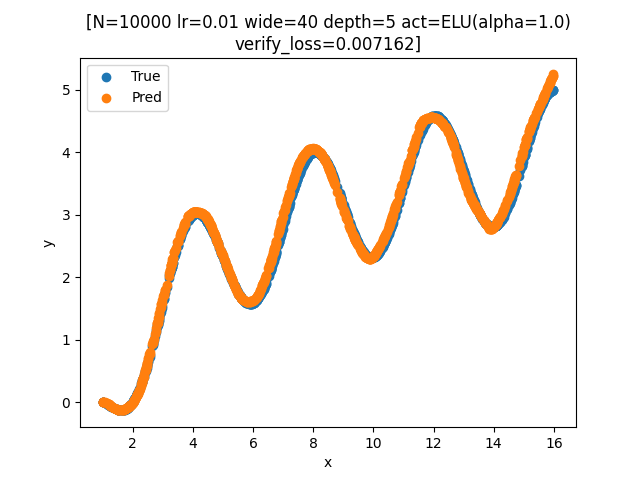 [N=10000 lr=0.01 wide=40 depth=5 act=ELU(alpha=1.0)
verify_loss=0.007162]
True
Pred
5
4
3
2
1
0
y
2 4 6 8 10 12 14 16
x